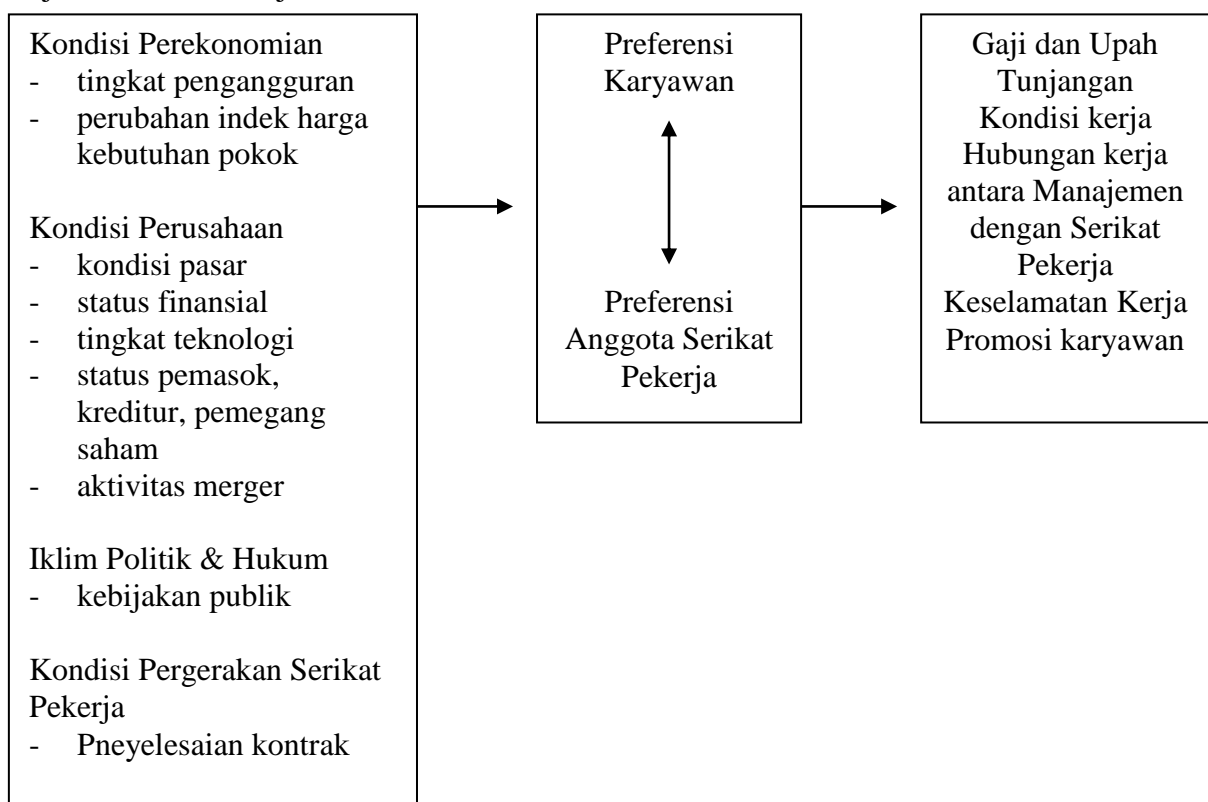 Kondisi Perekonomian
- tingkat pengangguran
- perubahan indek harga
kebutuhan pokok
Kondisi Perusahaan
- kondisi pasar
- status finansial
- tingkat teknologi
- status pemasok,
kreditur, pemegang
saham
- aktivitas merger
Iklim Politik & Hukum
- kebijakan publik
Kondisi Pergerakan Serikat
Pekerja
- Pneyelesaian kontrak
Preferensi
Karyawan
Preferensi
Anggota Serikat
Pekerja
Gaji dan Upah
Tunjangan
Kondisi kerja
Hubungan kerja
antara Manajemen
dengan Serikat
Pekerja
Keselamatan Kerja
Promosi karyawan